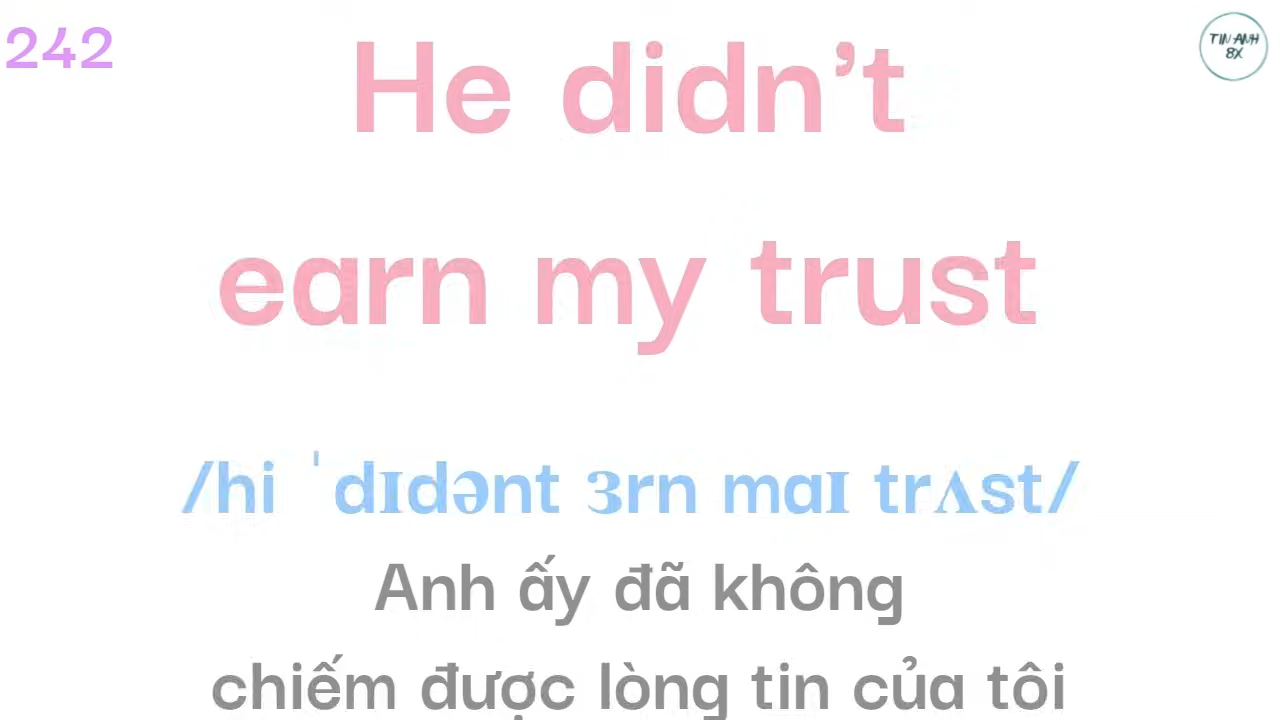 242
TIN ANH
8X
He didn’t
earn my trust
/hi ˈdɪdənt ɜrn maɪ trʌst/
Anh ấy đã không
chiếm được lòng tin của tôi